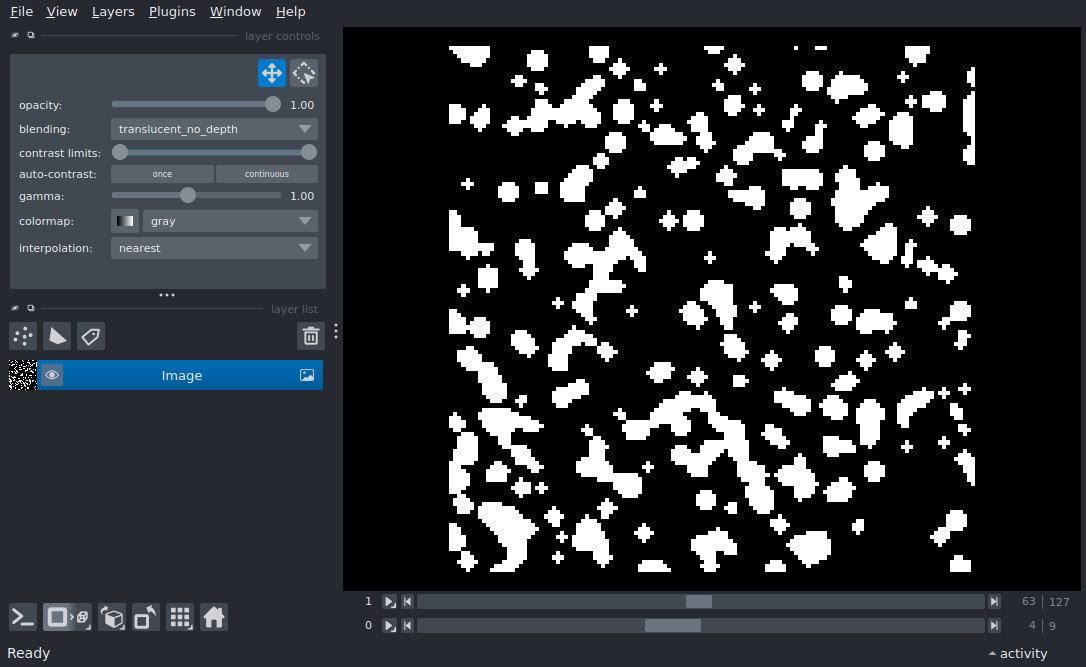 File View Layers Plugins Window Help
layer controls
opacity: 1.00
blending: translucent_no_depth
contrast limits:
auto-contrast: once continuous
gamma: 1.00
colormap: gray
interpolation: nearest
layer list
Image
1 63 127
0 4 9
Ready activity